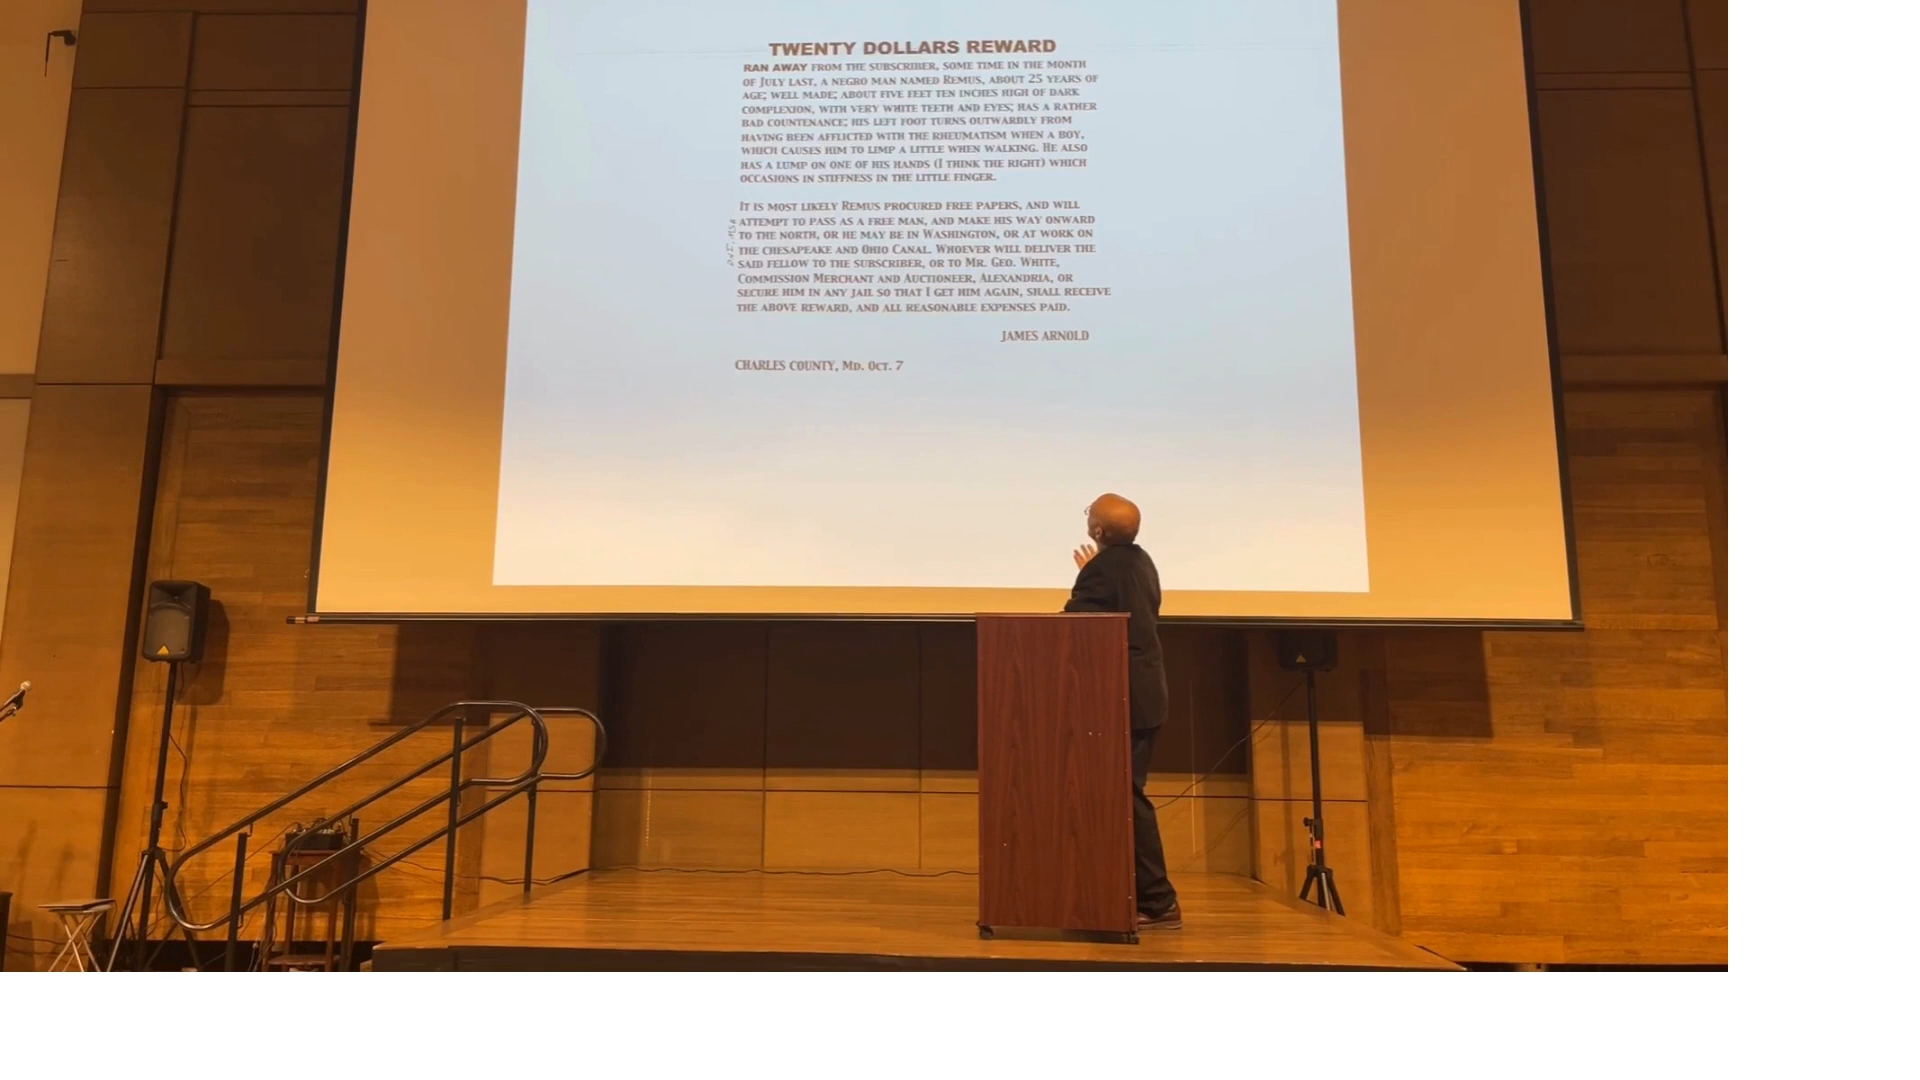 TWENTY DOLLARS REWARD
RAN AWAY FROM THE SUBSCRIBER, SOME TIME IN THE MONTH
OF JULY LAST, A NEGRO MAN NAMED REMUS, ABOUT 25 YEARS OF
AGE; WELL MADE; ABOUT FIVE FEET TEN INCHES HIGH OF DARK
COMPLEXION, WITH VERY WHITE TEETH AND EYES; HAS A RATHER
BAD COUNTENANCE; HIS LEFT FOOT TURNS OUTWARDLY FROM
HAVING BEEN AFFLICTED WITH THE RHEUMATISM WHEN A BOY,
WHICH CAUSES HIM TO LIMP A LITTLE WHEN WALKING. HE ALSO
HAS A LUMP ON ONE OF HIS HANDS (I THINK THE RIGHT) WHICH
OCCASIONS IN STIFFNESS IN THE LITTLE FINGER.
IT IS MOST LIKELY REMUS PROCURED FREE PAPERS, AND WILL
ATTEMPT TO PASS AS A FREE MAN, AND MAKE HIS WAY ONWARD
TO THE NORTH, OR HE MAY BE IN WASHINGTON, OR AT WORK ON
THE CHESAPEAKE AND OHIO CANAL. WHOEVER WILL DELIVER THE
SAID FELLOW TO THE SUBSCRIBER, OR TO MR. GEO. WHITE,
COMMISSION MERCHANT AND AUCTIONEER, ALEXANDRIA, OR
SECURE HIM IN ANY JAIL SO THAT I GET HIM AGAIN, SHALL RECEIVE
THE ABOVE REWARD, AND ALL REASONABLE EXPENSES PAID.
JAMES ARNOLD
CHARLES COUNTY, MD. OCT. 7